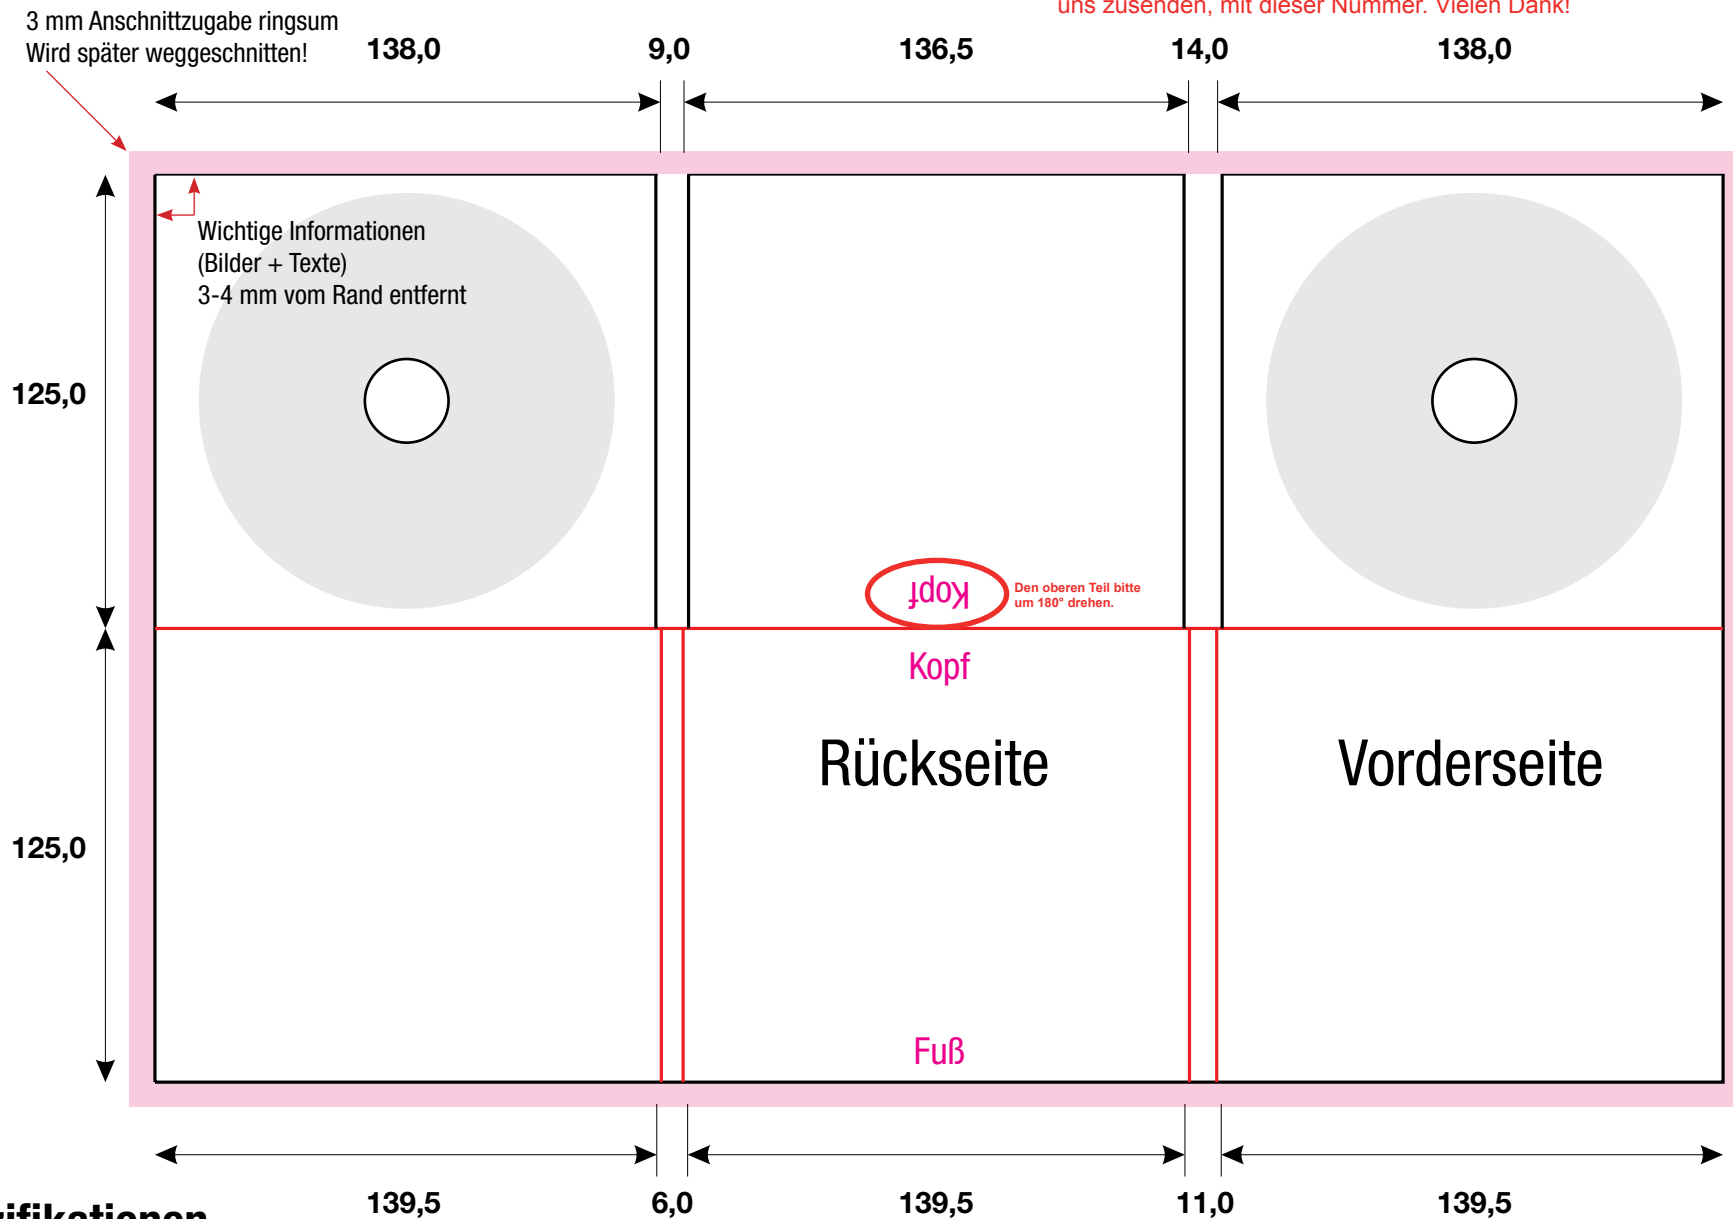 uns zusenden, mit dieser Nummer. Vielen Dank!
3 mm Anschnittzugabe ringsum
Wird später weggeschnitten!
138,0
9,0
136,5
14,0
138,0
Wichtige Informationen
(Bilder + Texte)
3-4 mm vom Rand entfernt
125,0
Kopf
Den oberen Teil bitte
um 180° drehen.
Kopf
Rückseite
Vorderseite
125,0
Fuß
139,5
6,0
139,5
11,0
139,5